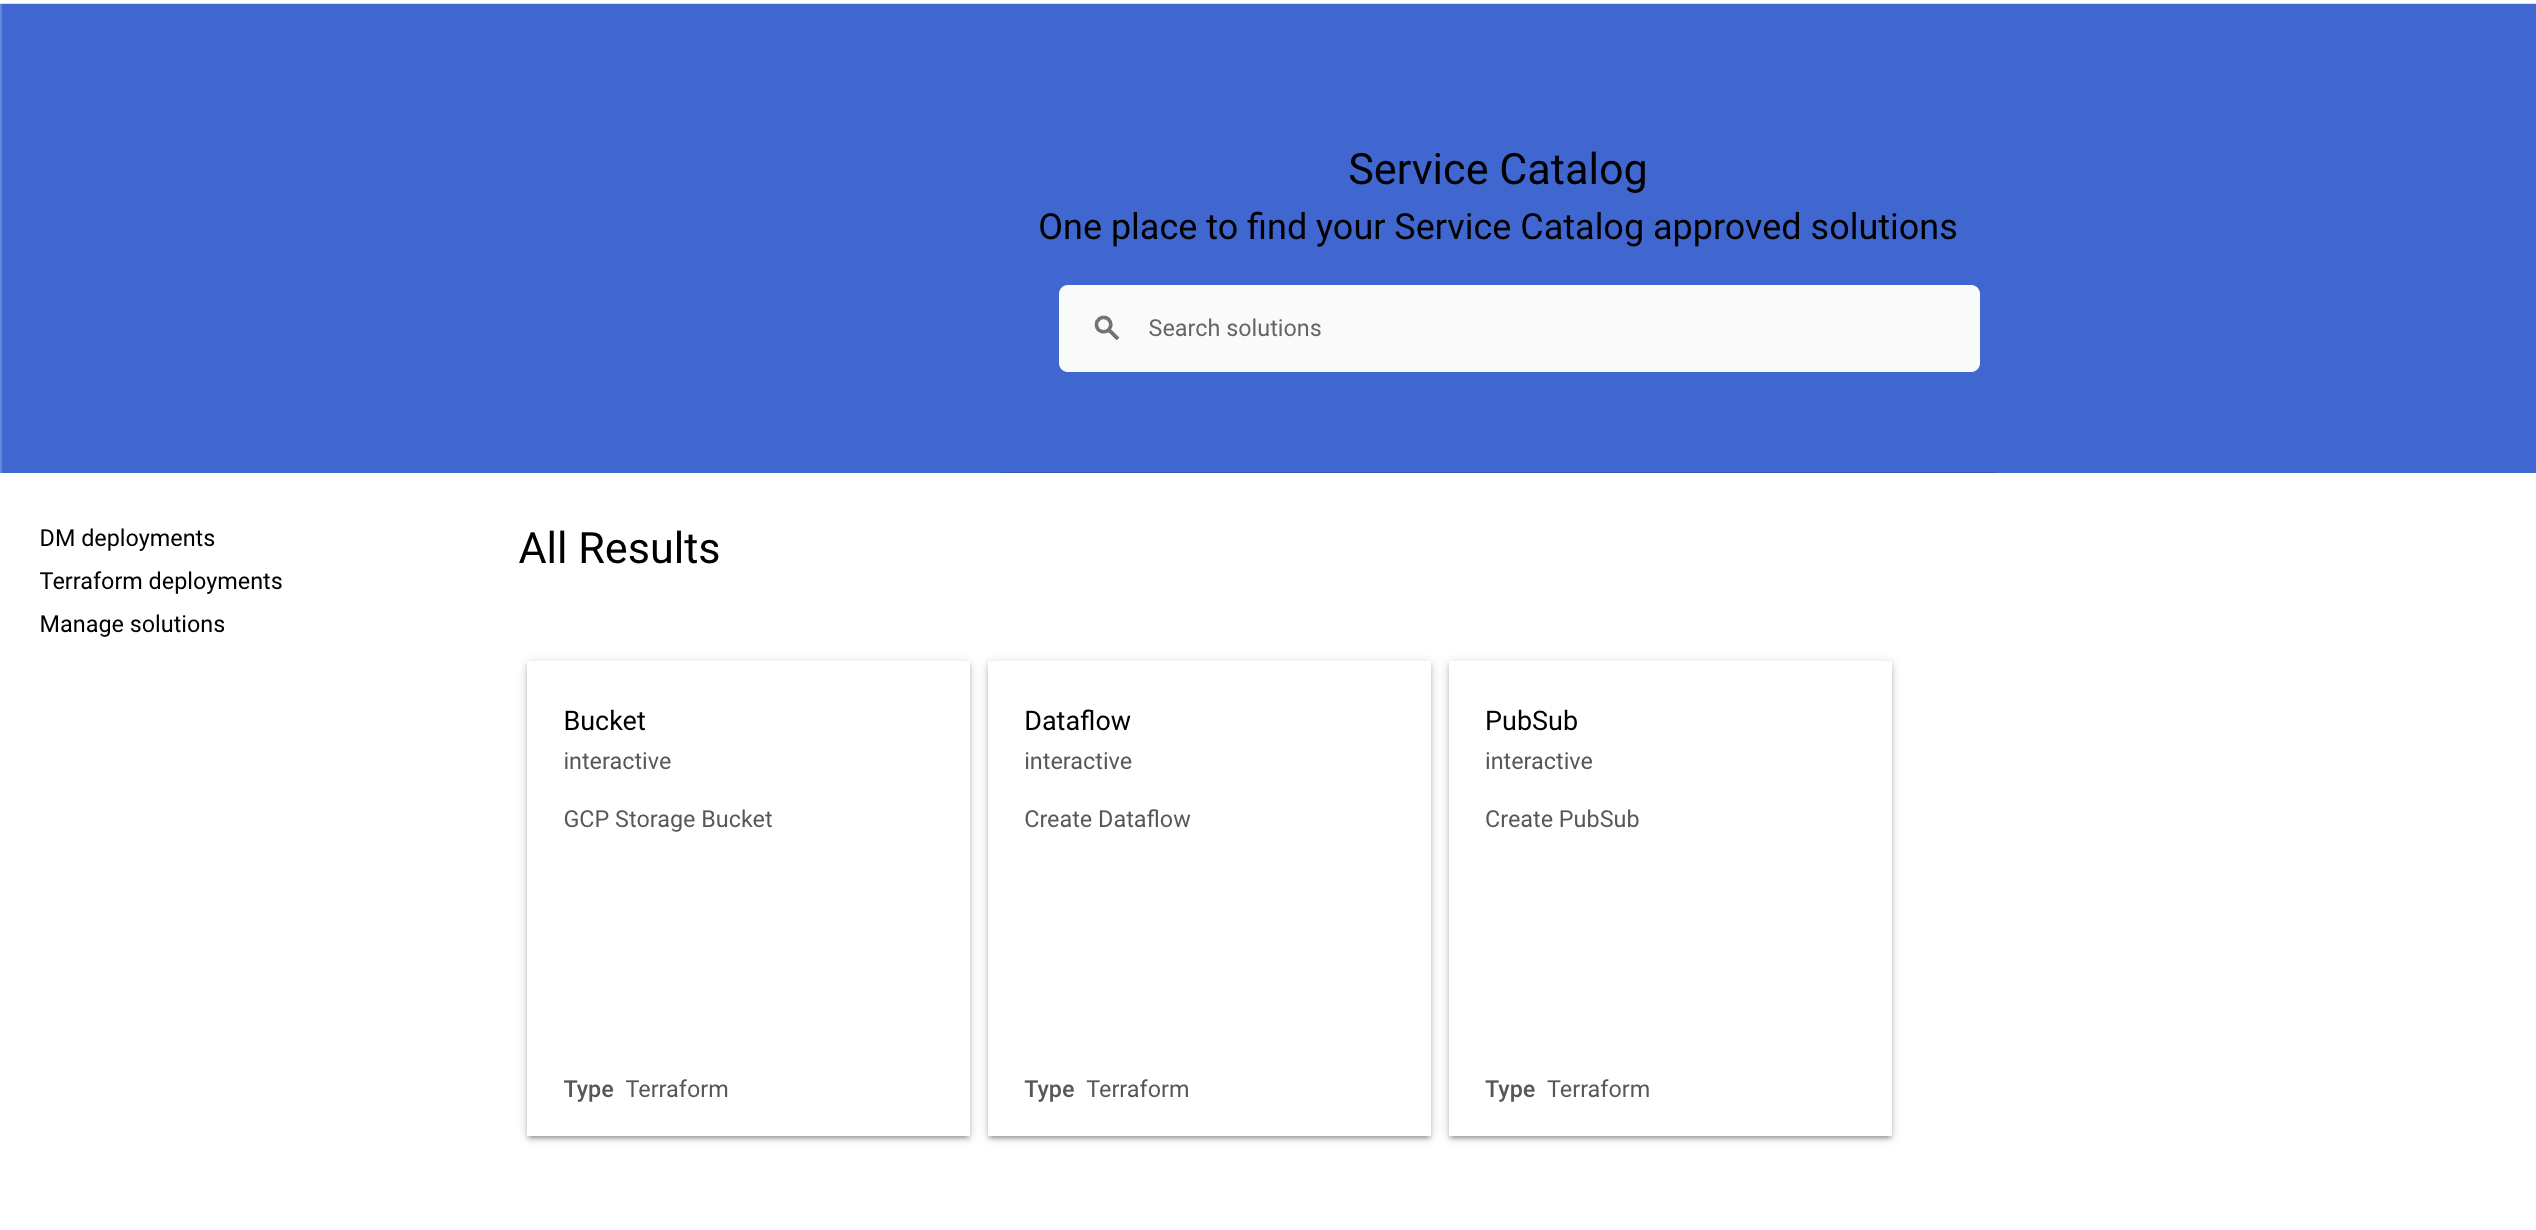 Service Catalog
One place to find your Service Catalog approved solutions
Search solutions
DM deployments
Terraform deployments
Manage solutions
All Results
Bucket
interactive
GCP Storage Bucket
Type Terraform
Dataflow
interactive
Create Dataflow
Type Terraform
PubSub
interactive
Create PubSub
Type Terraform